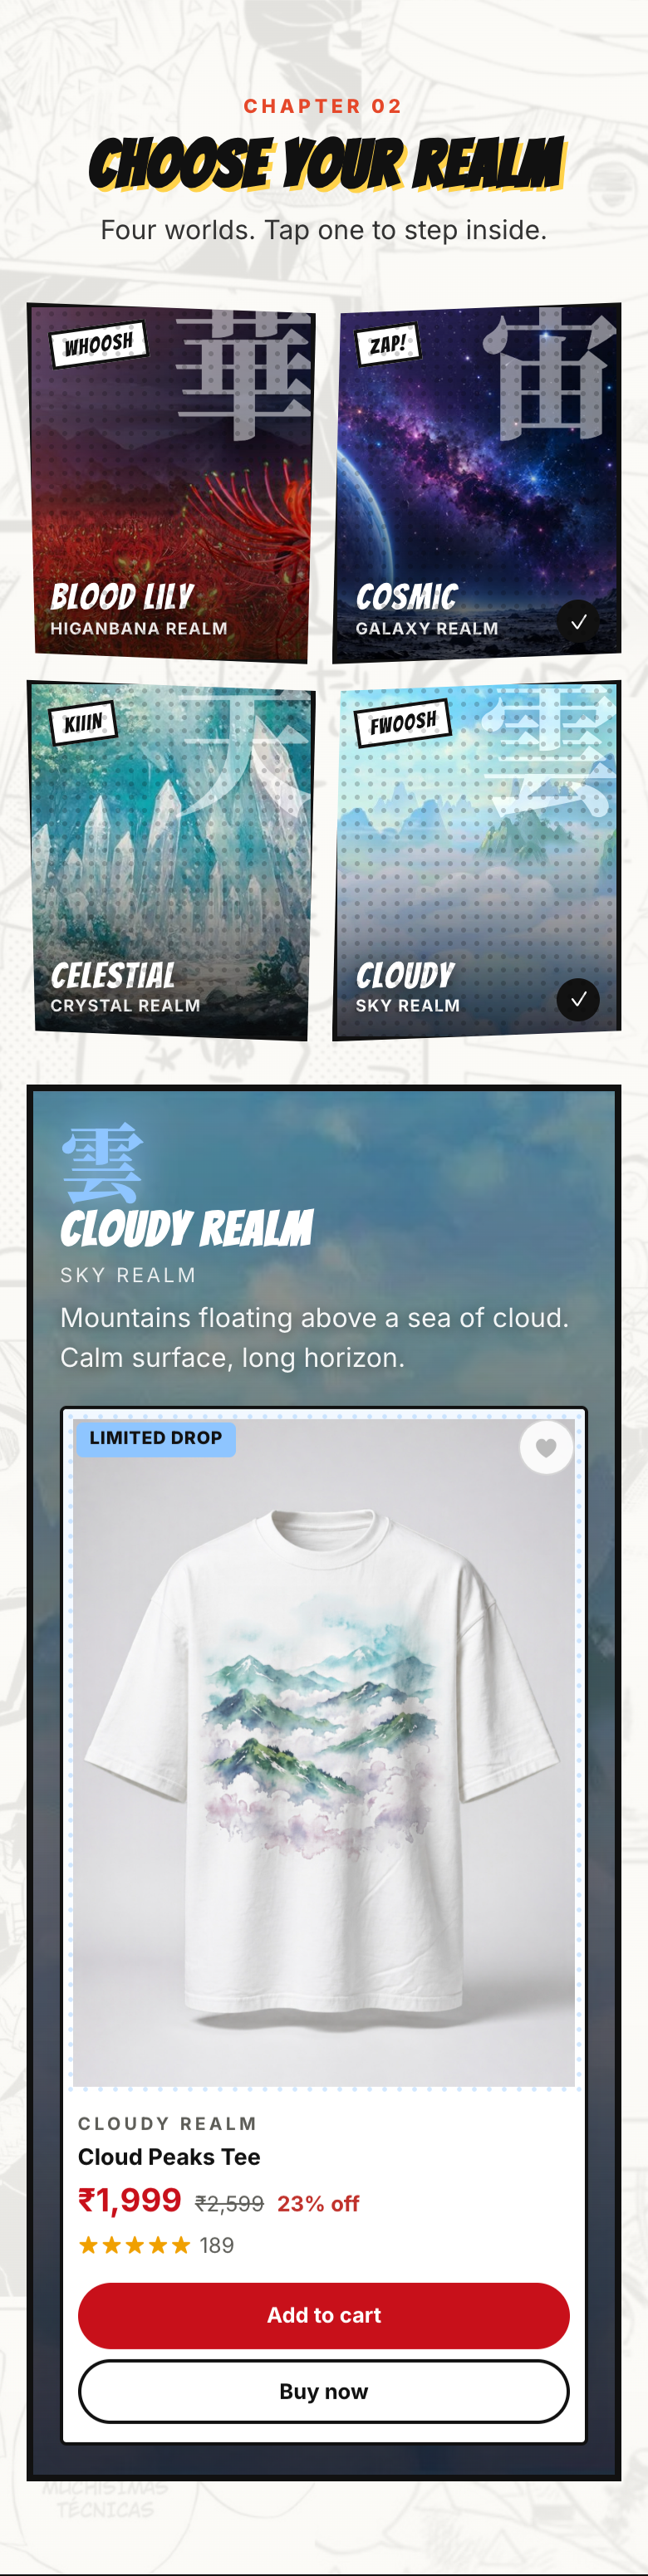 CHAPTER 02
CHOOSE YOUR REALM
Four worlds. Tap one to step inside.
WHOOSH
華
BLOOD LILY
HIGANBANA REALM
ZAP!
宙
COSMIC
GALAXY REALM
KIIIN
天
CELESTIAL
CRYSTAL REALM
FWOOSH
雲
CLOUDY
SKY REALM
雲
CLOUDY REALM
SKY REALM
Mountains floating above a sea of cloud.
Calm surface, long horizon.
LIMITED DROP
CLOUDY REALM
Cloud Peaks Tee
₹1,999 ₹2,599 23% off
189
Add to cart
Buy now
MUCHÍSIMAS
TÉCNICAS